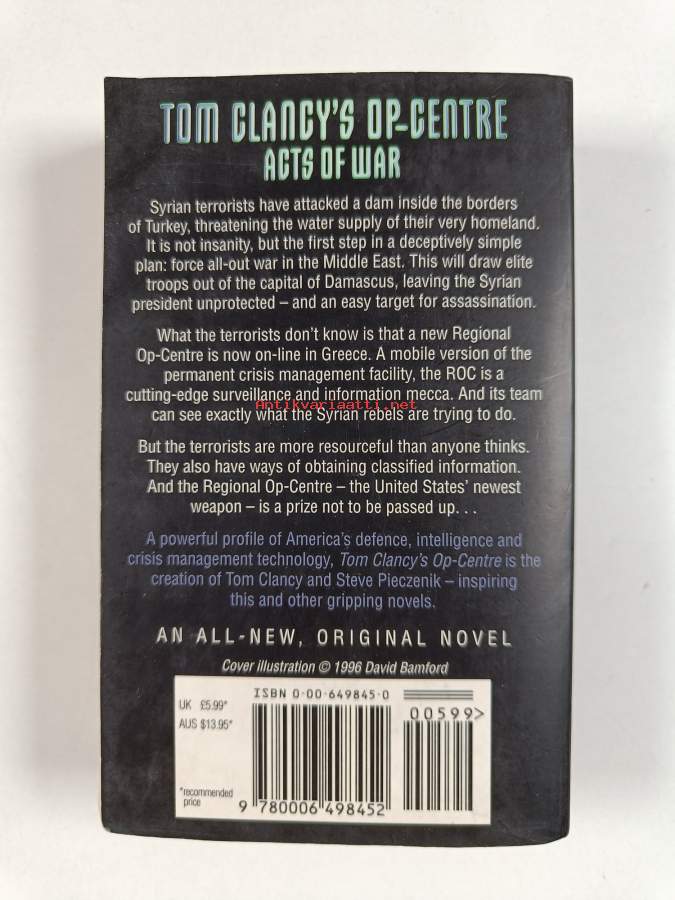 TOM CLANCY'S OP-CENTRE
ACTS OF WAR
Syrian terrorists have attacked a dam inside the borders
of Turkey, threatening the water supply of their very homeland.
It is not insanity, but the first step in a deceptively simple
plan: force all-out war in the Middle East. This will draw elite
troops out of the capital of Damascus, leaving the Syrian
president unprotected – and an easy target for assassination.
What the terrorists don't know is that a new Regional
Op-Centre is now on-line in Greece. A mobile version of the
permanent crisis management facility, the ROC is a
cutting-edge surveillance and information mecca. And its team
Antikvariaatti.net
can see exactly what the Syrian rebels are trying to do.
But the terrorists are more resourceful than anyone thinks.
They also have ways of obtaining classified information.
And the Regional Op-Centre – the United States' newest
weapon – is a prize not to be passed up. . .
A powerful profile of America's defence, intelligence and
crisis management technology, Tom Clancy's Op-Centre is the
creation of Tom Clancy and Steve Pieczenik – inspiring
this and other gripping novels.
AN ALL-NEW, ORIGINAL NOVEL
Cover illustration © 1996 David Bamford
ISBN 0-00-649845-0
UK £5.99*
AUS $13.95*
00599>
*recommended
price
9 780006 498452